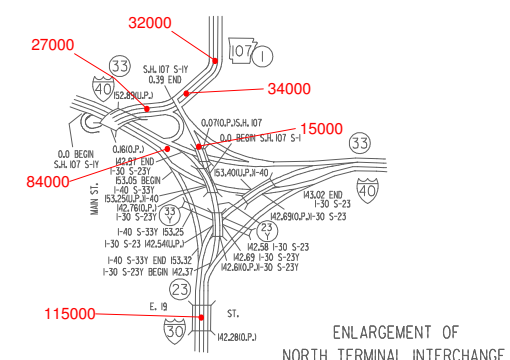 32000
27000
33
107
1
S.H. 107 S-1Y
0.39 END
40
152.89(U.P.)
34000
0.07(O.P.)S.H. 107
15000
0.0 BEGIN S.H. 107 S-1
33
0.0 BEGIN
S.H. 107 S-1Y
0.16(O.P.)
142.97 END
I-30 S-23Y
153.05 BEGIN
I-40 S-33Y
84000
153.40(U.P.)I-40
40
153.25(U.P.)I-40
142.76(O.P.)
I-30 S-23Y
MAIN ST.
143.02 END
I-30 S-23
142.69(O.P.)I-30 S-23
33
Y
23
Y
I-40 S-33Y 153.25
I-30 S-23 142.54(U.P.)
142.58 I-30 S-23
142.69 I-30 S-23Y
142.61(O.P.)I-30 S-23Y
I-40 S-33Y END 153.32
I-30 S-23Y BEGIN 142.37
23
E. 19 ST.
115000
30
142.28(O.P.)
ENLARGEMENT OF
NORTH TERMINAL INTERCHANGE